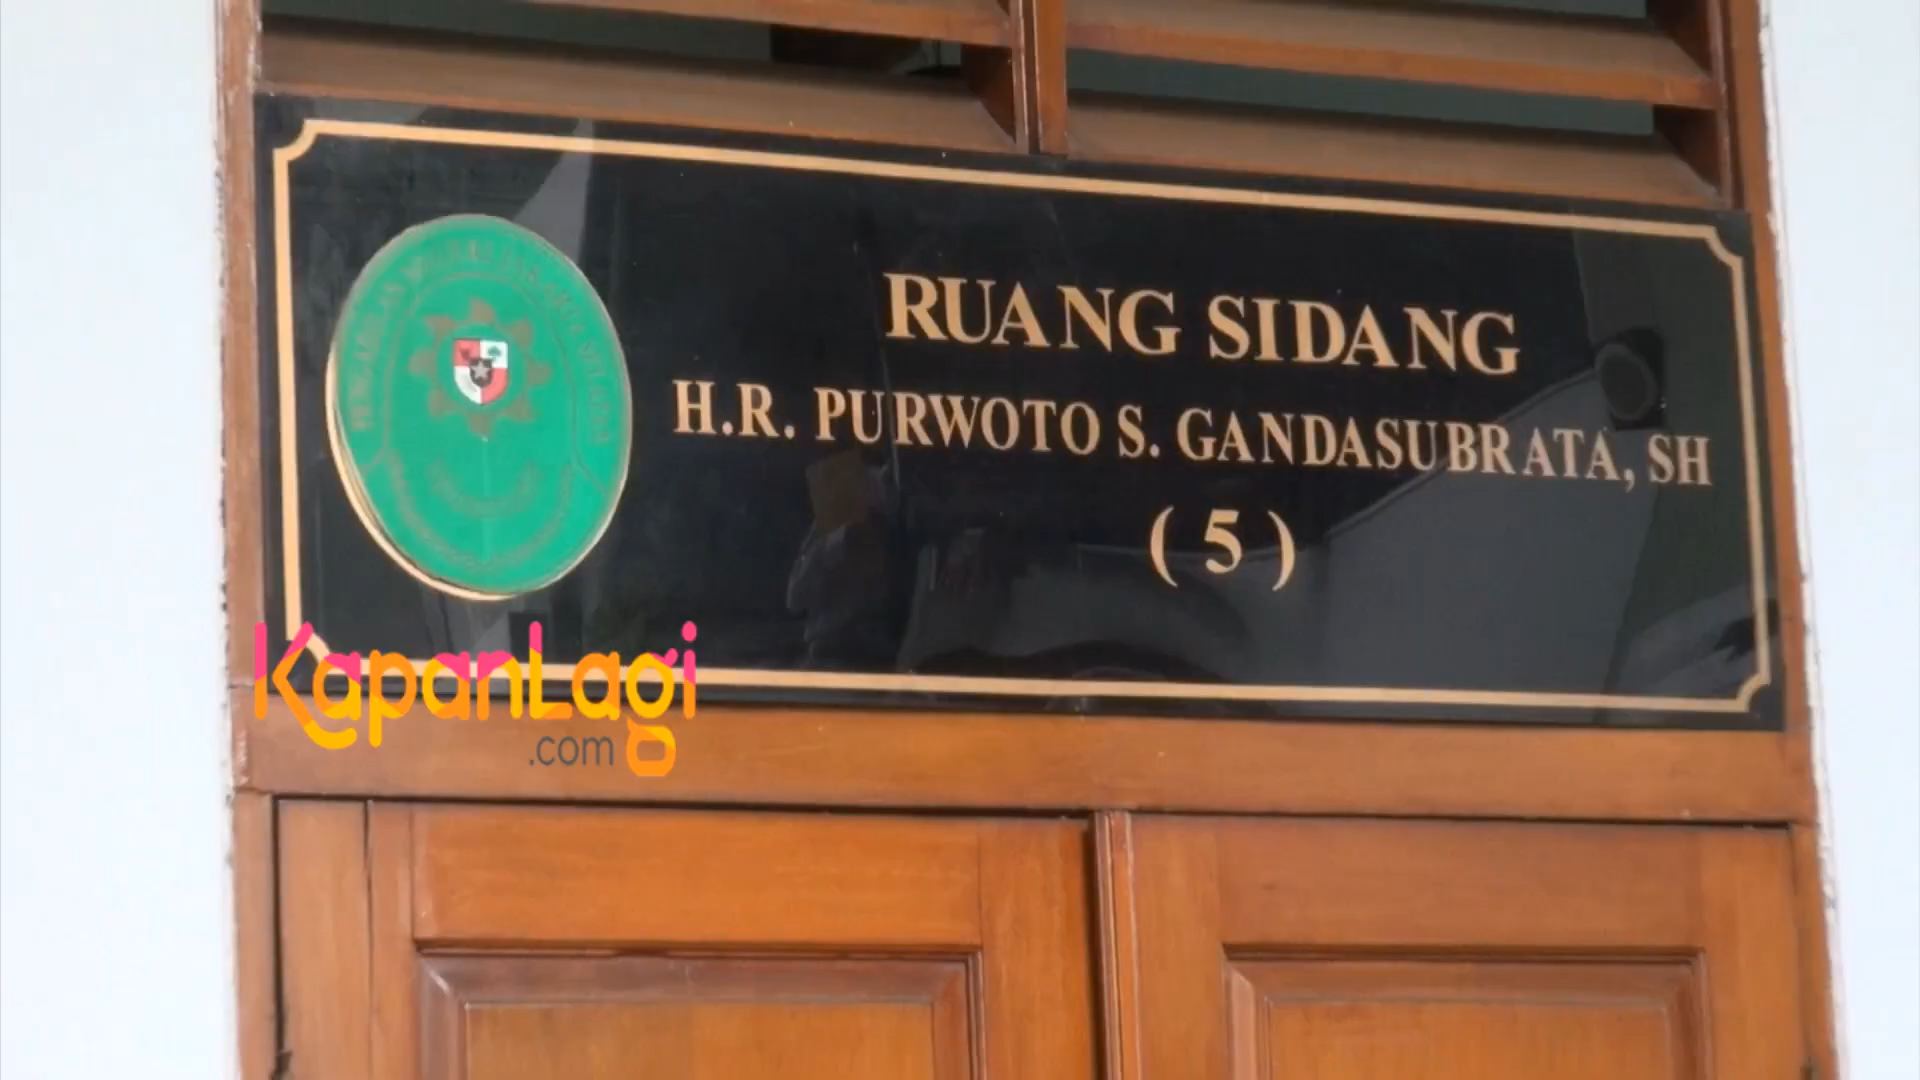 RUANG SIDANG
H.R. PURWOTO S. GANDASUBRATA, SH
( 5 )
KapanLagi
.com